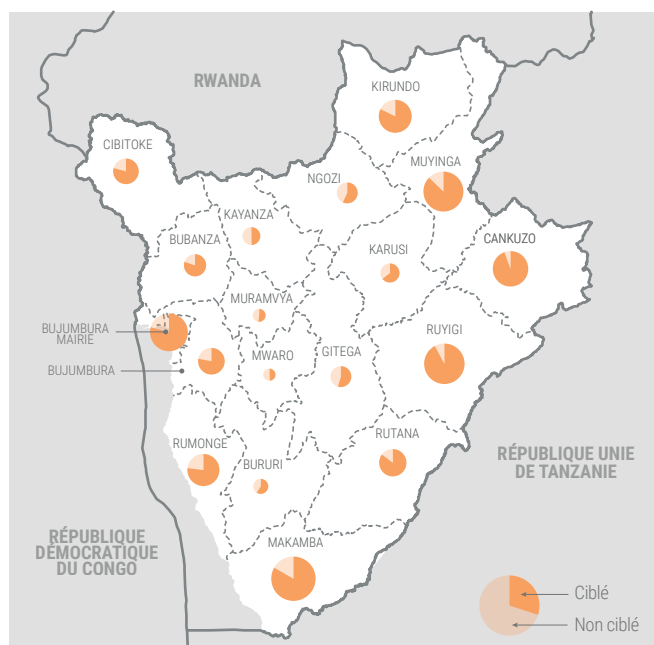 RWANDA
KIRUNDO
CIBITOKE
MUYINGA
NGOZI
KAYANZA
BUBANZA
KARUSI
CANKUZO
MURAMVYA
BUJUMBURA
MAIRIE
RUYIGI
MWARO
GITEGA
BUJUMBURA
RUTANA
RUMONGE
BURURI
RÉPUBLIQUE UNIE
DE TANZANIE
RÉPUBLIQUE
DÉMOCRATIQUE
DU CONGO
MAKAMBA
Ciblé
Non ciblé